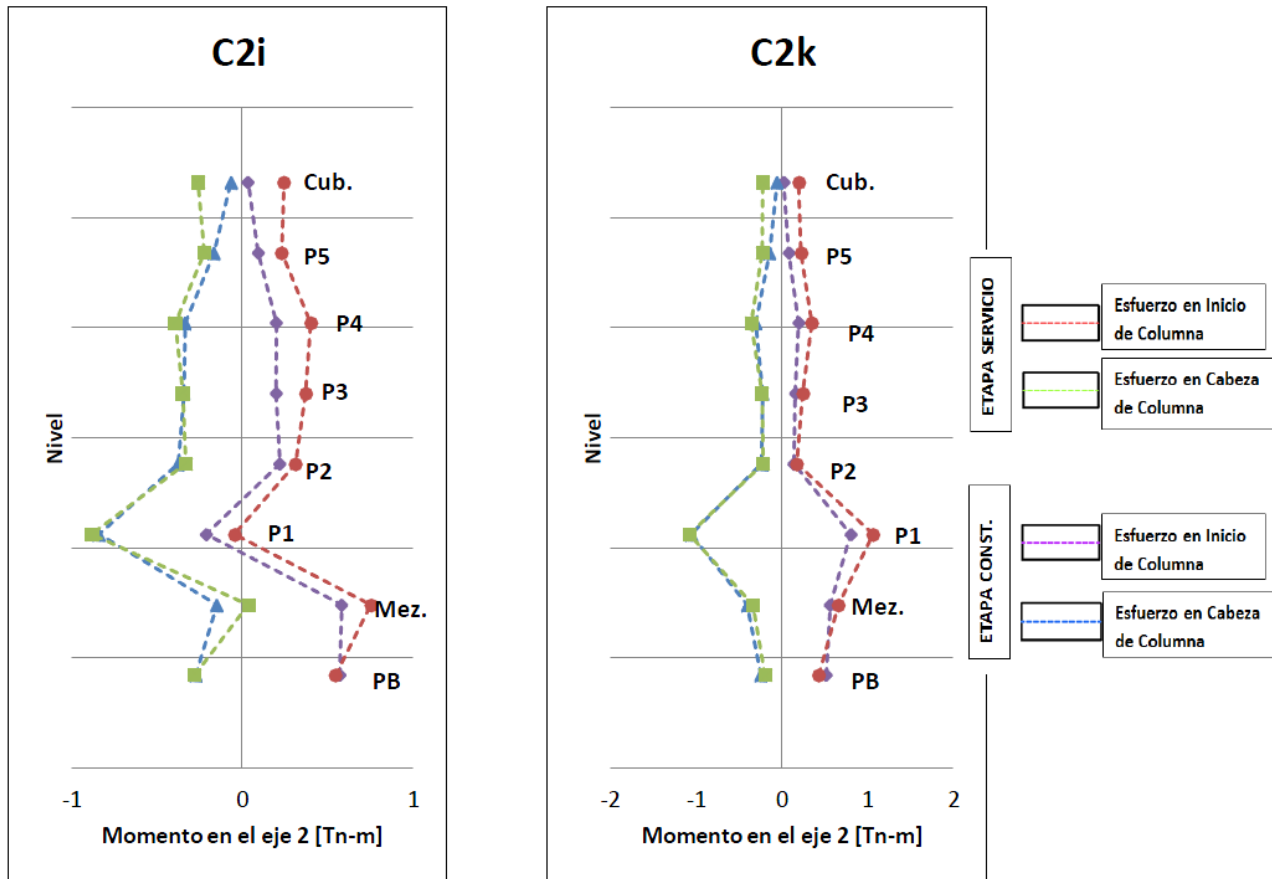 C2i
Cub.
P5
P4
P3
P2
P1
Mez.
PB
Nivel
-1 0 1
Momento en el eje 2 [Tn-m]
C2k
Cub.
P5
P4
P3
P2
P1
Mez.
PB
Nivel
-2 -1 0 1 2
Momento en el eje 2 [Tn-m]
ETAPA SERVICIO
Esfuerzo en Inicio
de Columna
Esfuerzo en Cabeza
de Columna
ETAPA CONST.
Esfuerzo en Inicio
de Columna
Esfuerzo en Cabeza
de Columna